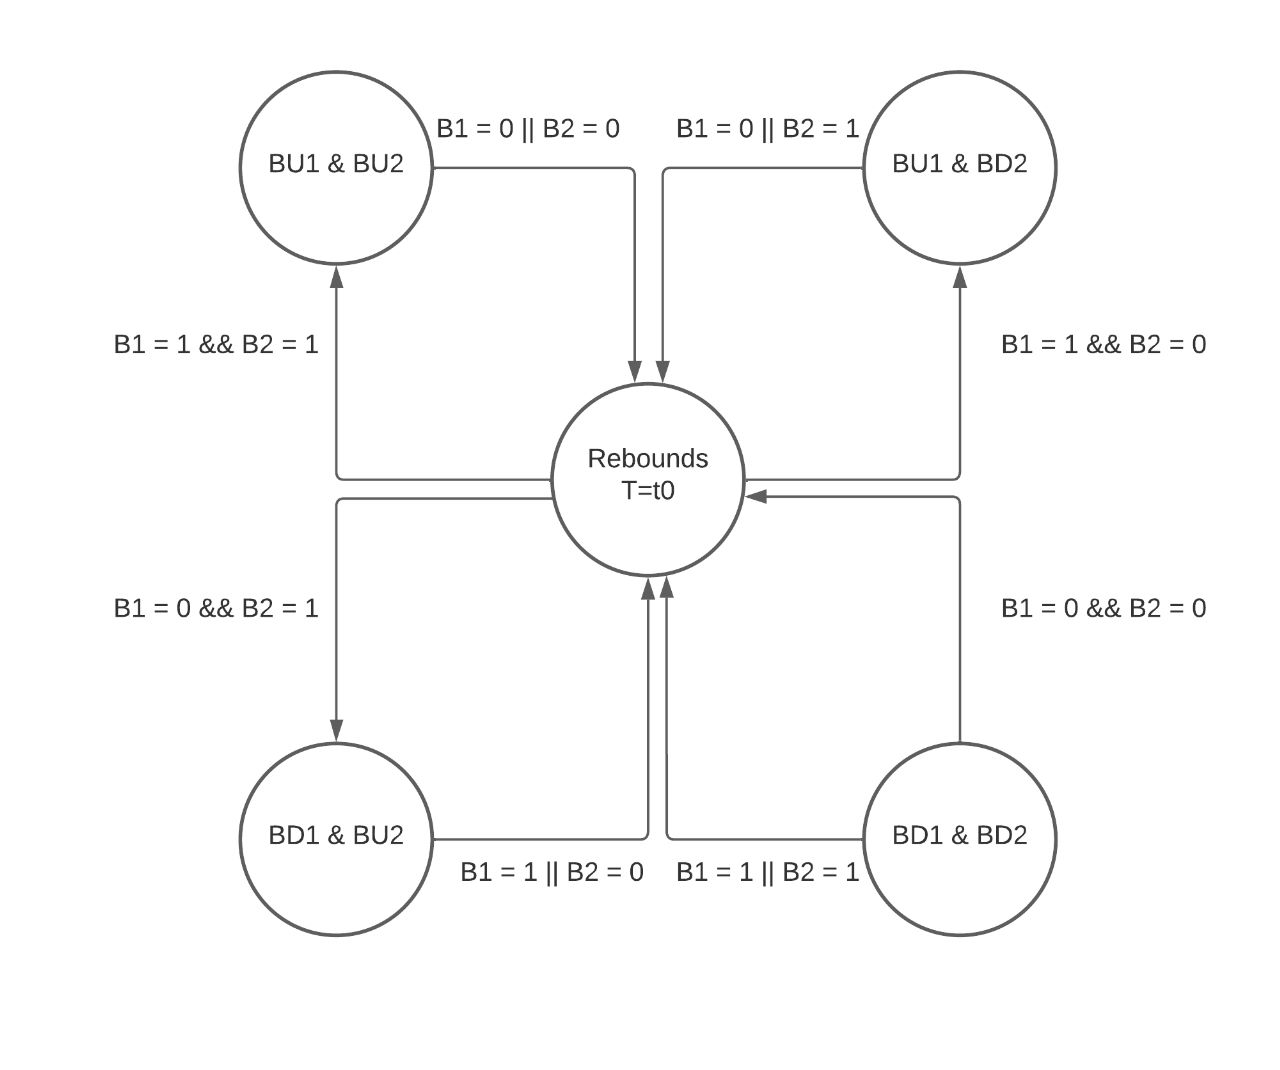 B1 = 0 || B2 = 0
B1 = 0 || B2 = 1
BU1 & BU2
BU1 & BD2
B1 = 1 && B2 = 1
B1 = 1 && B2 = 0
Rebounds
T=t0
B1 = 0 && B2 = 1
B1 = 0 && B2 = 0
BD1 & BU2
BD1 & BD2
B1 = 1 || B2 = 0
B1 = 1 || B2 = 1